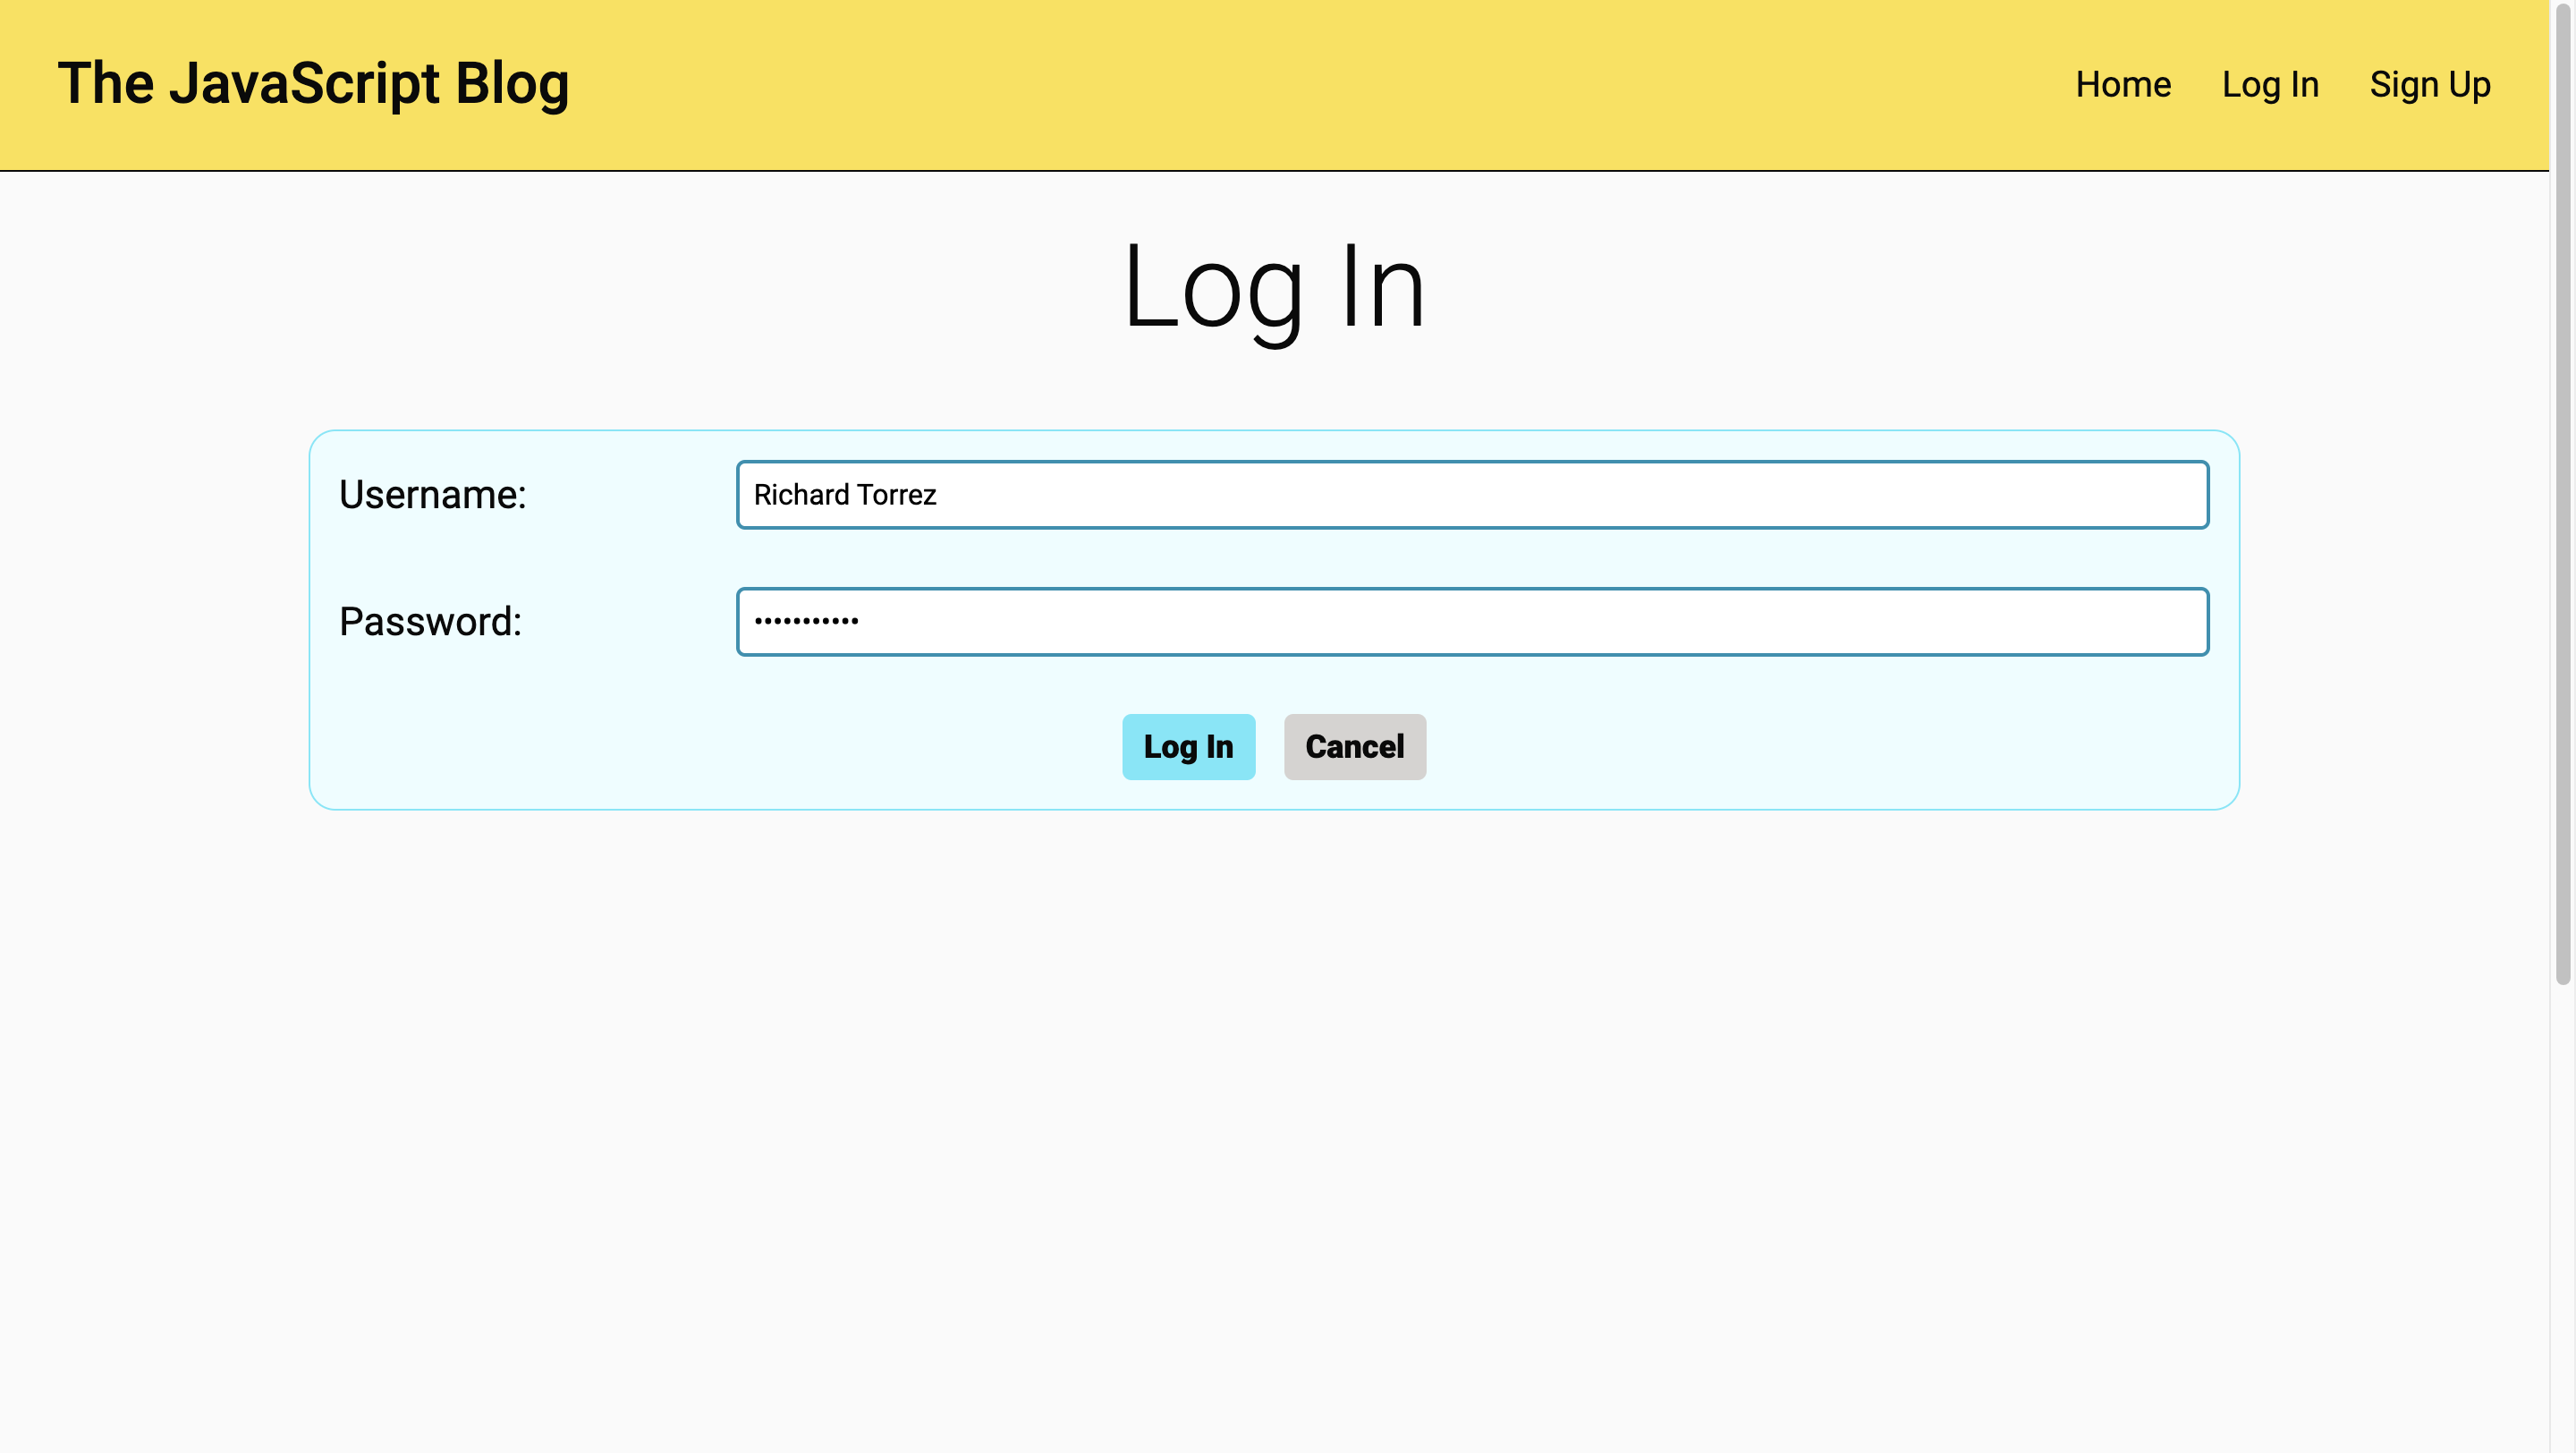 The JavaScript Blog
Home Log In Sign Up
Log In
Username: Richard Torrez
Password: •••••••••••
Log In Cancel